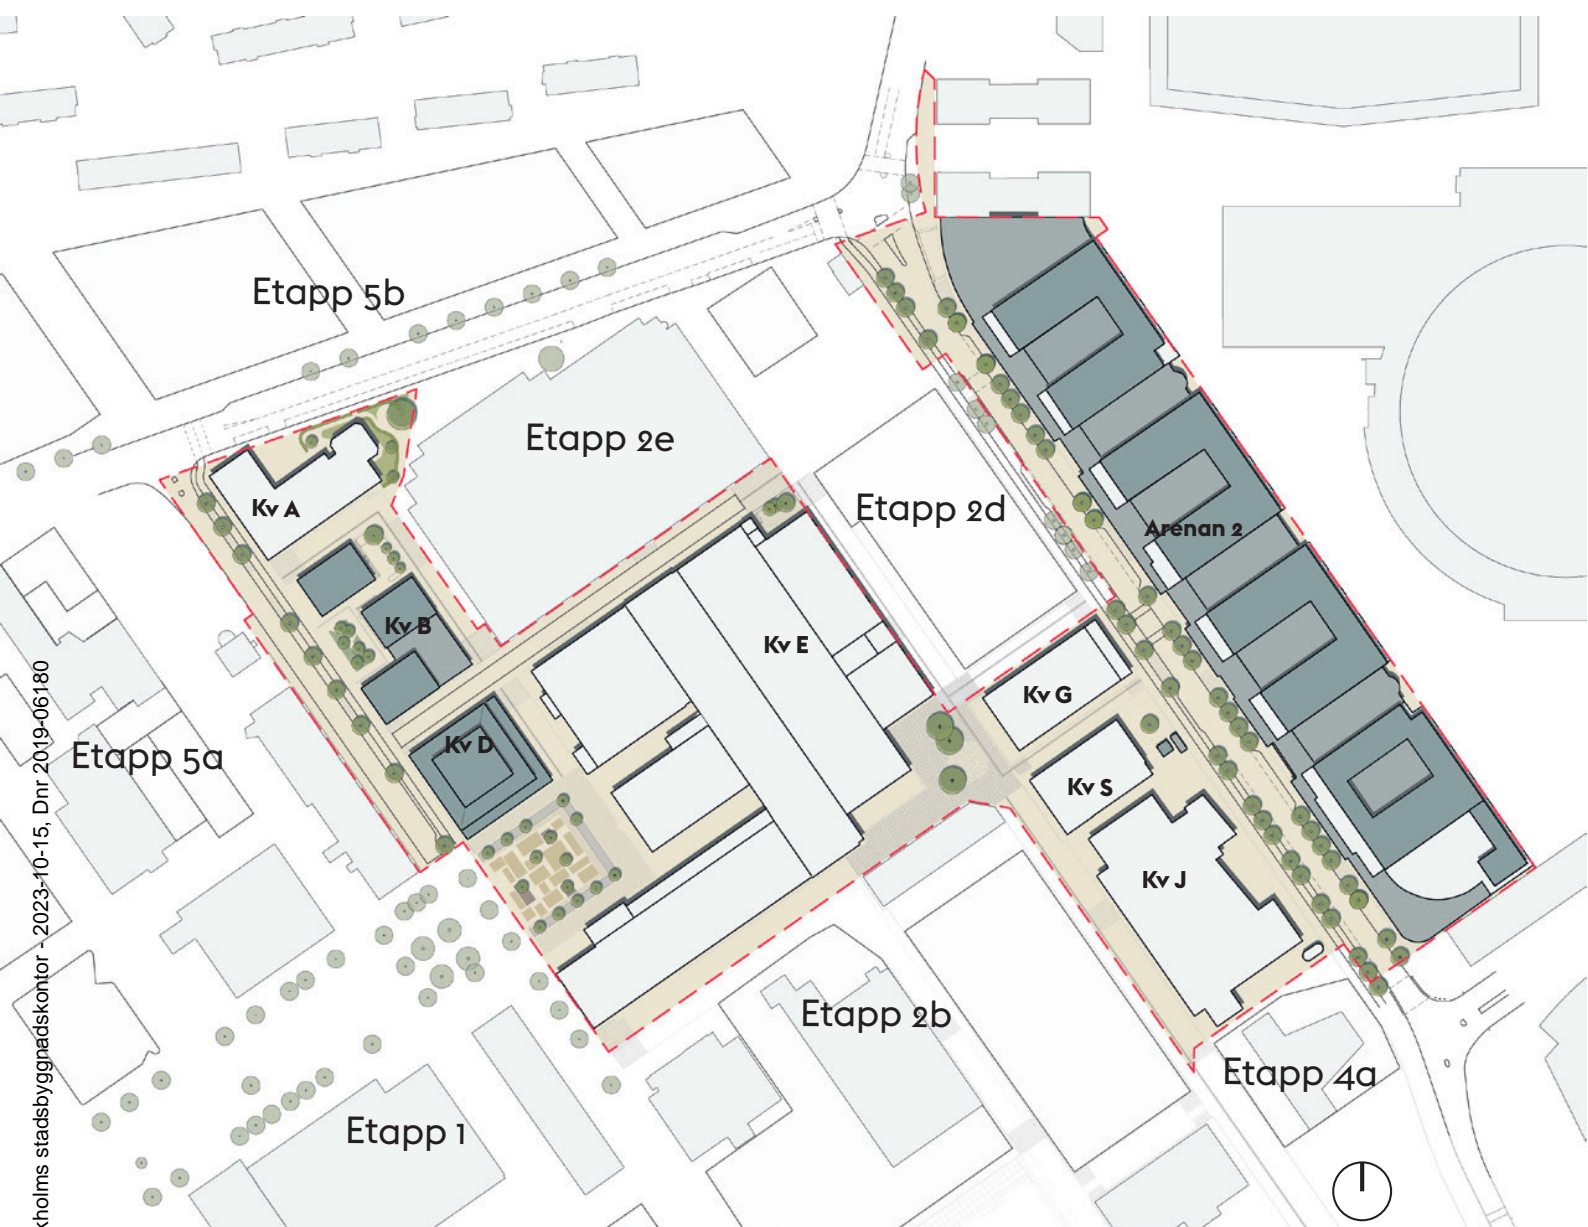 Etapp 5b
Etapp 2e
Kv A
Etapp 2d
Arenan 2
Kv B
Kv E
Kv G
Kv D
Etapp 5a
Kv S
Kv J
Etapp 2b
Etapp 4a
Etapp 1
kholms stadsbyggnadskontor - 2023-10-15, Dnr 2019-06180